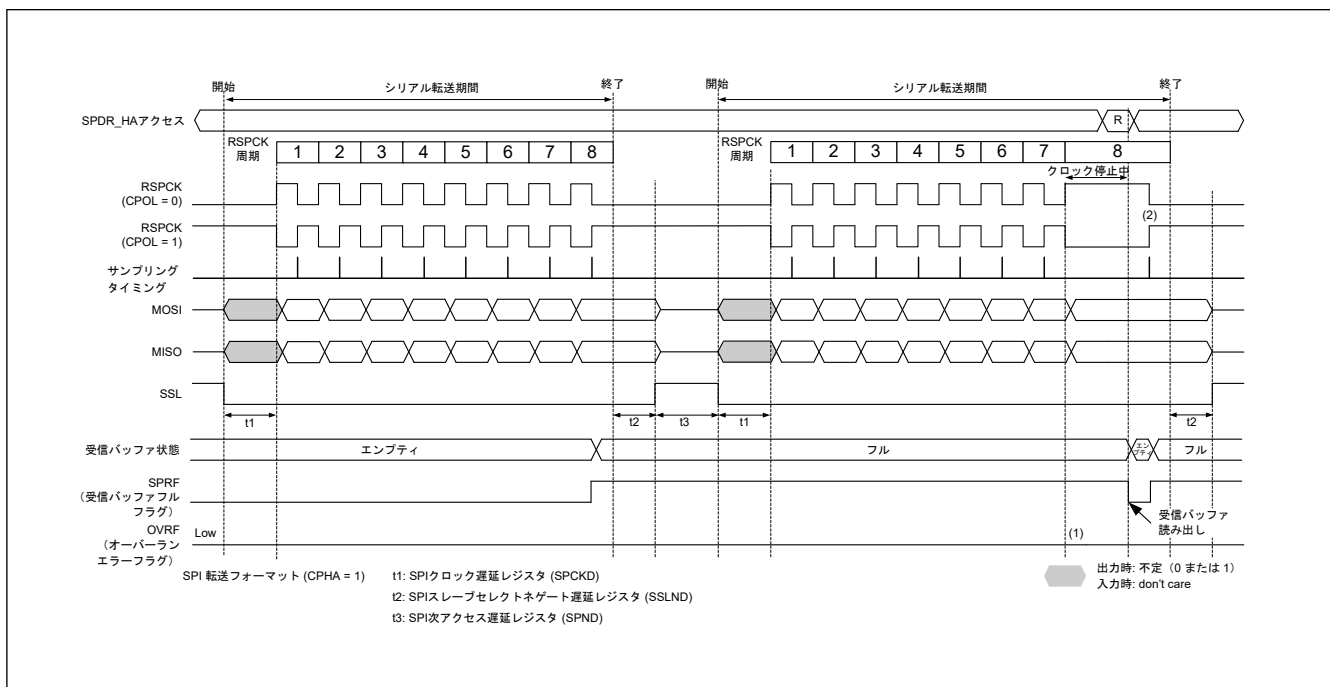 開始 シリアル転送期間 終了 開始 シリアル転送期間 終了
SPDR_HAアクセス R
RSPCK
周期
1 2 3 4 5 6 7 8
RSPCK
周期
1 2 3 4 5 6 7 8
クロック停止中
RSPCK
(CPOL = 0)
(2)
RSPCK
(CPOL = 1)
サンプリング
タイミング
MOSI
MISO
SSL
t1 t2 t3 t1 t2
受信バッファ状態 エンプティ フル エン
プティ フル
SPRF
(受信バッファフル
フラグ)
受信バッファ
読み出し
OVRF
(オーバーラン
エラーフラグ)
Low (1)
SPI 転送フォーマット (CPHA = 1)
t1: SPIクロック遅延レジスタ (SPCKD)
t2: SPIスレーブセレクトネゲート遅延レジスタ (SSLND)
t3: SPI次アクセス遅延レジスタ (SPND)
出力時: 不定(0 または 1)
入力時: don't care